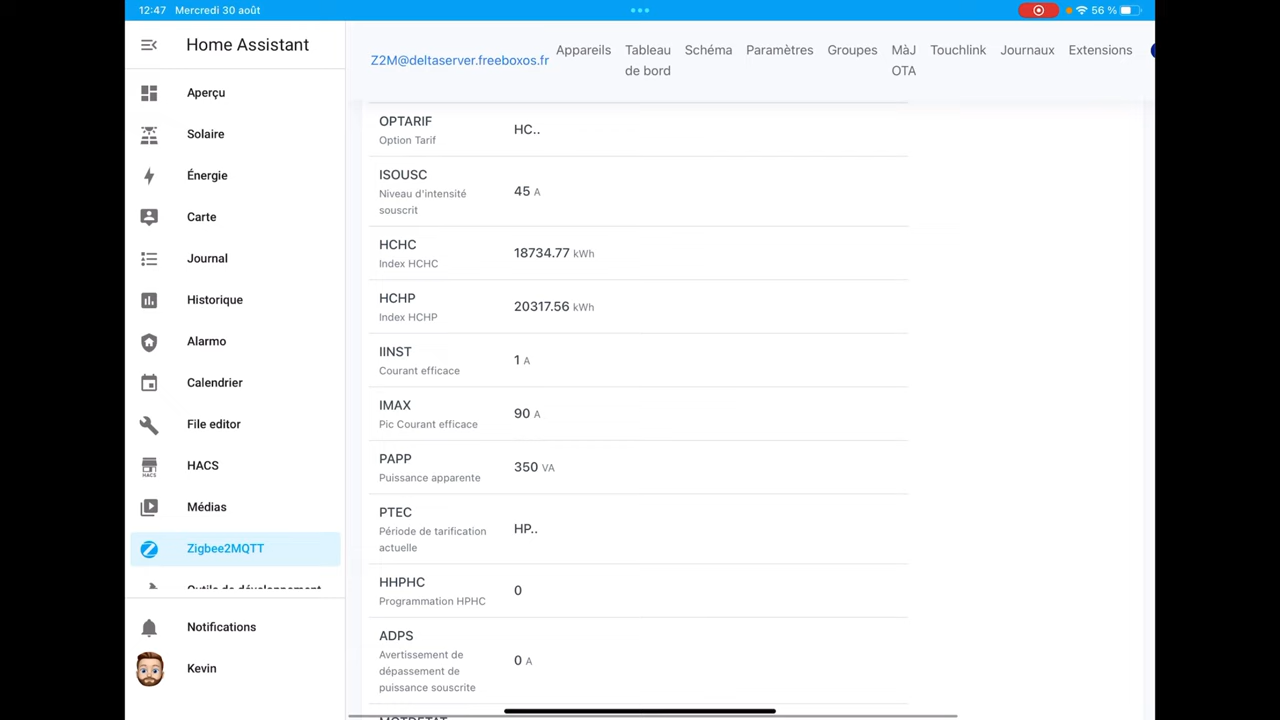 12:47 Mercredi 30 août
56 %
Home Assistant
Aperçu
Solaire
Énergie
Carte
Journal
Historique
Alarmo
Calendrier
File editor
HACS
Médias
Zigbee2MQTT
Outils de développement
Notifications
Kevin
Z2M@deltaserver.freeboxos.fr
Appareils
Tableau
de bord
Schéma
Paramètres
Groupes
MàJ
OTA
Touchlink
Journaux
Extensions
OPTARIF
Option Tarif
HC..
ISOUSC
Niveau d'intensité
souscrit
45 A
HCHC
Index HCHC
18734.77 kWh
HCHP
Index HCHP
20317.56 kWh
IINST
Courant efficace
1 A
IMAX
Pic Courant efficace
90 A
PAPP
Puissance apparente
350 VA
PTEC
Période de tarification
actuelle
HP..
HHPHC
Programmation HPHC
0
ADPS
Avertissement de
dépassement de
puissance souscrite
0 A